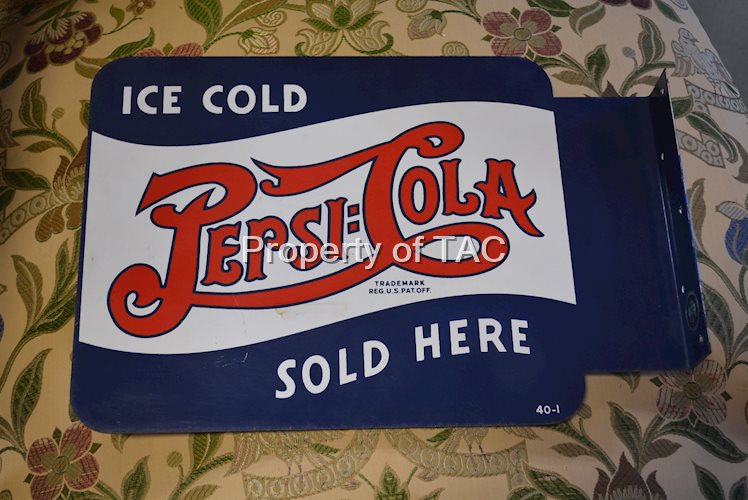 ICE COLD
PEPSI:COLA
Property of TAC
TRADEMARK
REG. U.S. PAT. OFF.
SOLD HERE
40-1